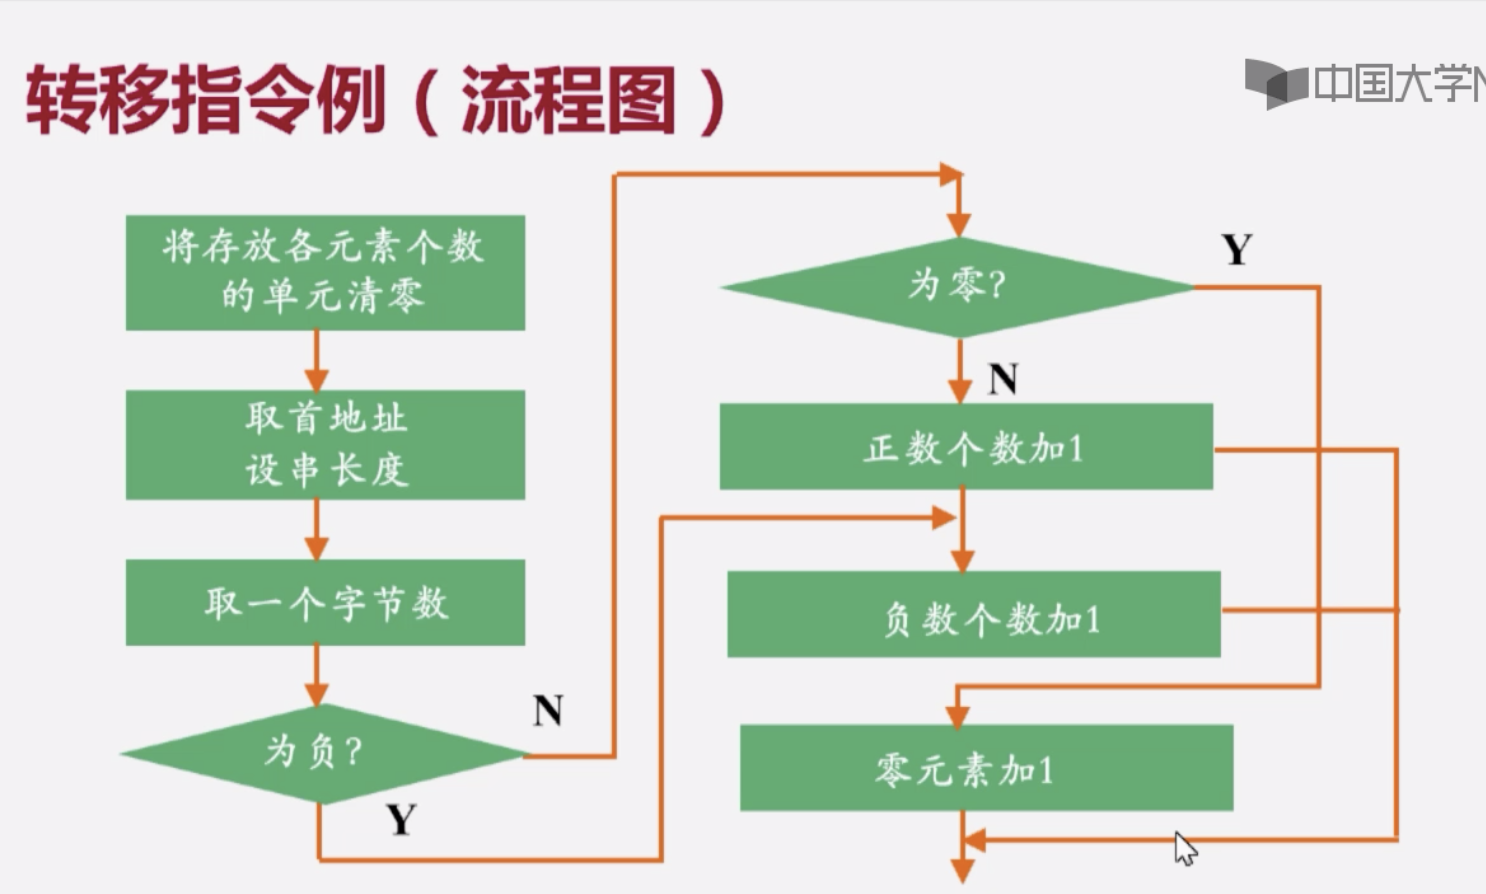 转移指令例（流程图）
中国大学
将存放各元素个数
的单元清零
取首地址
设串长度
取一个字节数
为负?
N
Y
为零?
Y
N
正数个数加1
负数个数加1
零元素加1